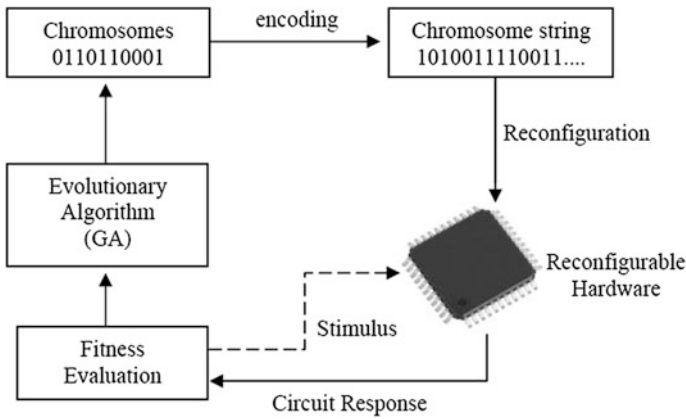 Chromosomes
0110110001
encoding
Chromosome string
1010011110011....
Reconfiguration
Evolutionary
Algorithm
(GA)
Reconfigurable
Hardware
Stimulus
Fitness
Evaluation
Circuit Response